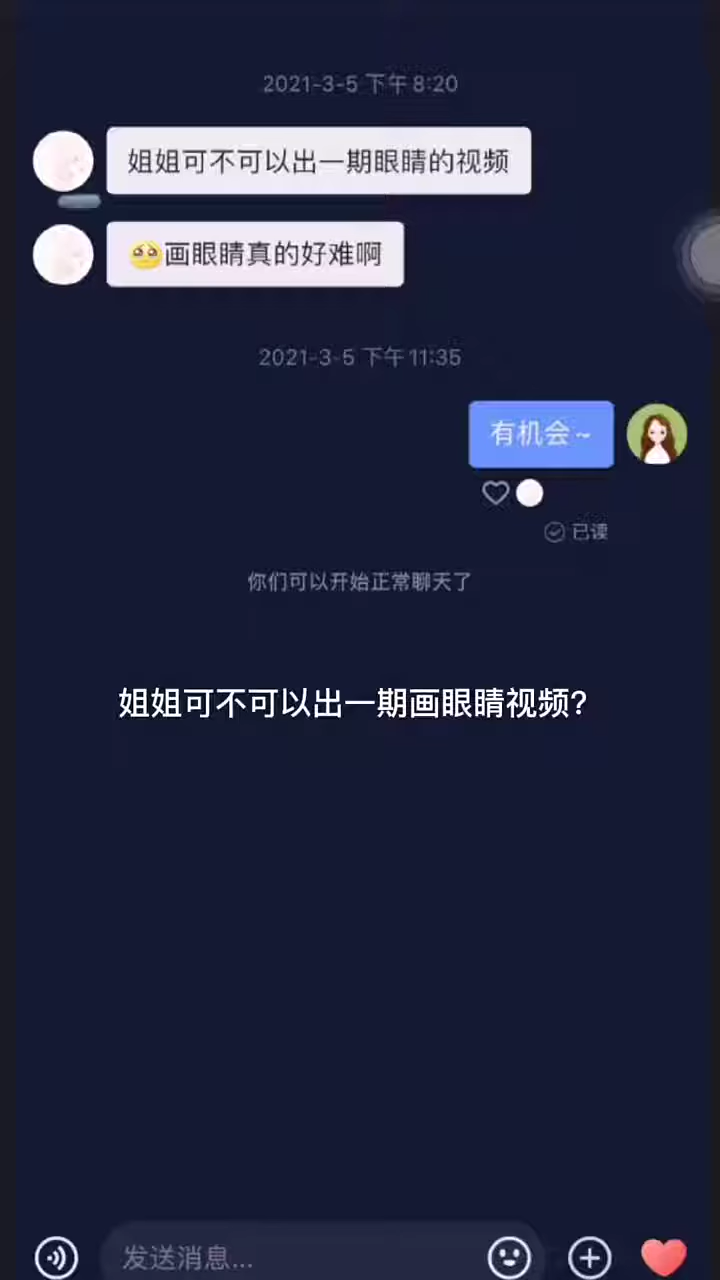 2021-3-5 下午 8:20
姐姐可不可以出一期眼睛的视频
🥺画眼睛真的好难啊
2021-3-5 下午 11:35
有机会~
已读
你们可以开始正常聊天了
姐姐可不可以出一期画眼睛视频？
发送消息...